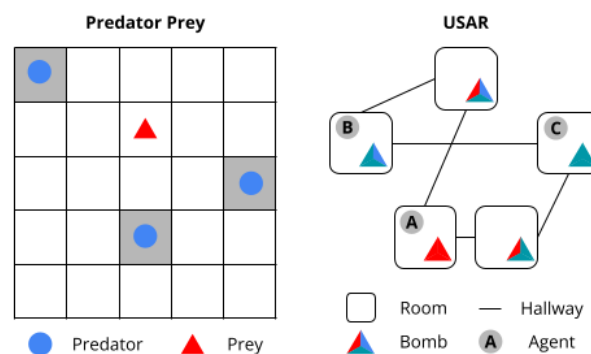 Predator Prey
USAR
B
C
A
Room
Hallway
Predator
Prey
Bomb
A
Agent